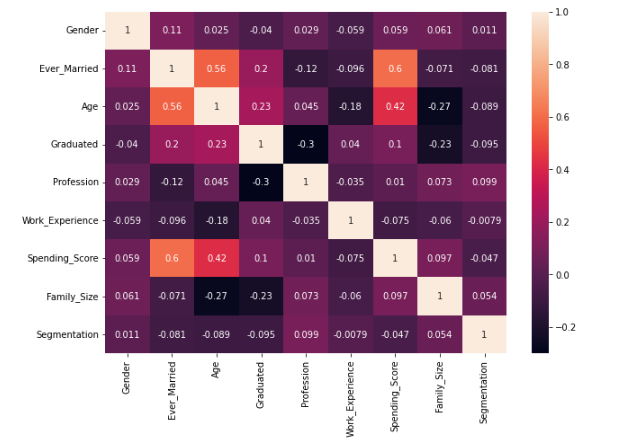 Gender 1 0.11 0.025 -0.04 0.029 -0.059 0.059 0.061 0.011
Ever_Married 0.11 1 0.56 0.2 -0.12 -0.096 0.6 -0.071 -0.081
Age 0.025 0.56 1 0.23 0.045 -0.18 0.42 -0.27 -0.089
Graduated -0.04 0.2 0.23 1 -0.3 0.04 0.1 -0.23 -0.095
Profession 0.029 -0.12 0.045 -0.3 1 -0.035 0.01 0.073 0.099
Work_Experience -0.059 -0.096 -0.18 0.04 -0.035 1 -0.075 -0.06 -0.0079
Spending_Score 0.059 0.6 0.42 0.1 0.01 -0.075 1 0.097 -0.047
Family_Size 0.061 -0.071 -0.27 -0.23 0.073 -0.06 0.097 1 0.054
Segmentation 0.011 -0.081 -0.089 -0.095 0.099 -0.0079 -0.047 0.054 1
Gender
Ever_Married
Age
Graduated
Profession
Work_Experience
Spending_Score
Family_Size
Segmentation
1.0
0.8
0.6
0.4
0.2
0.0
−0.2